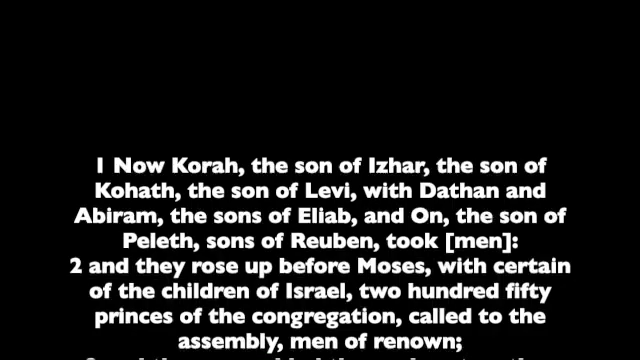 1 Now Korah, the son of Izhar, the son of
Kohath, the son of Levi, with Dathan and
Abiram, the sons of Eliab, and On, the son of
Peleth, sons of Reuben, took [men]:
2 and they rose up before Moses, with certain
of the children of Israel, two hundred fifty
princes of the congregation, called to the
assembly, men of renown;